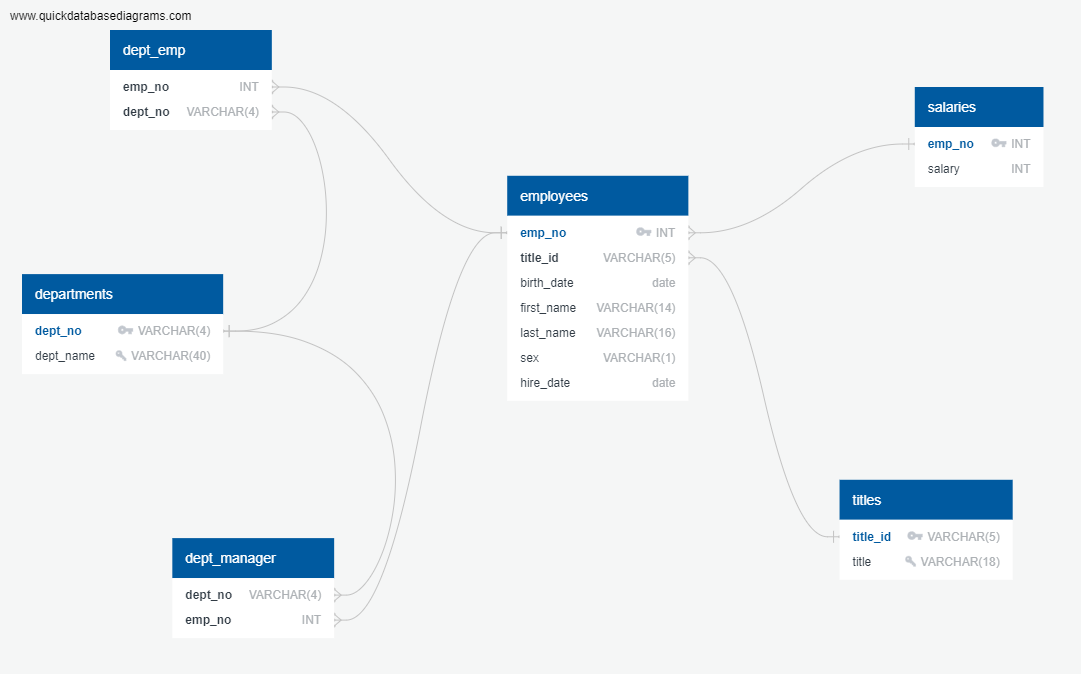 www.quickdatabasediagrams.com
dept_emp
emp_no INT
dept_no VARCHAR(4)
salaries
emp_no INT
salary INT
employees
emp_no INT
title_id VARCHAR(5)
birth_date date
first_name VARCHAR(14)
last_name VARCHAR(16)
sex VARCHAR(1)
hire_date date
departments
dept_no VARCHAR(4)
dept_name VARCHAR(40)
titles
title_id VARCHAR(5)
title VARCHAR(18)
dept_manager
dept_no VARCHAR(4)
emp_no INT